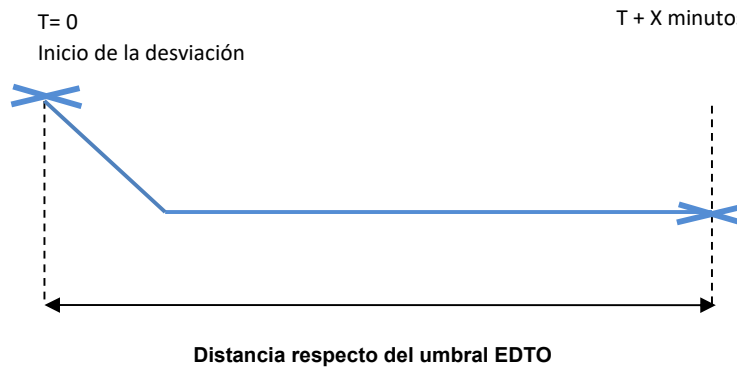 T= 0
Inicio de la desviación
T + X minuto
Distancia respecto del umbral EDTO